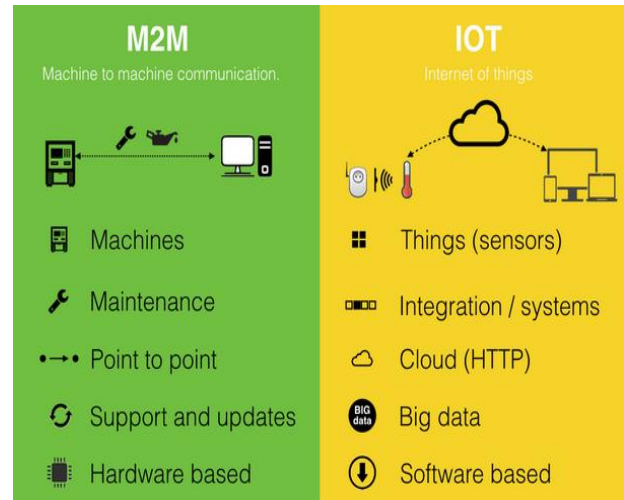 M2M
Machine to machine communication.
Machines
Maintenance
Point to point
Support and updates
Hardware based
IOT
Internet of things
Things (sensors)
Integration / systems
Cloud (HTTP)
BIG
data
Big data
Software based